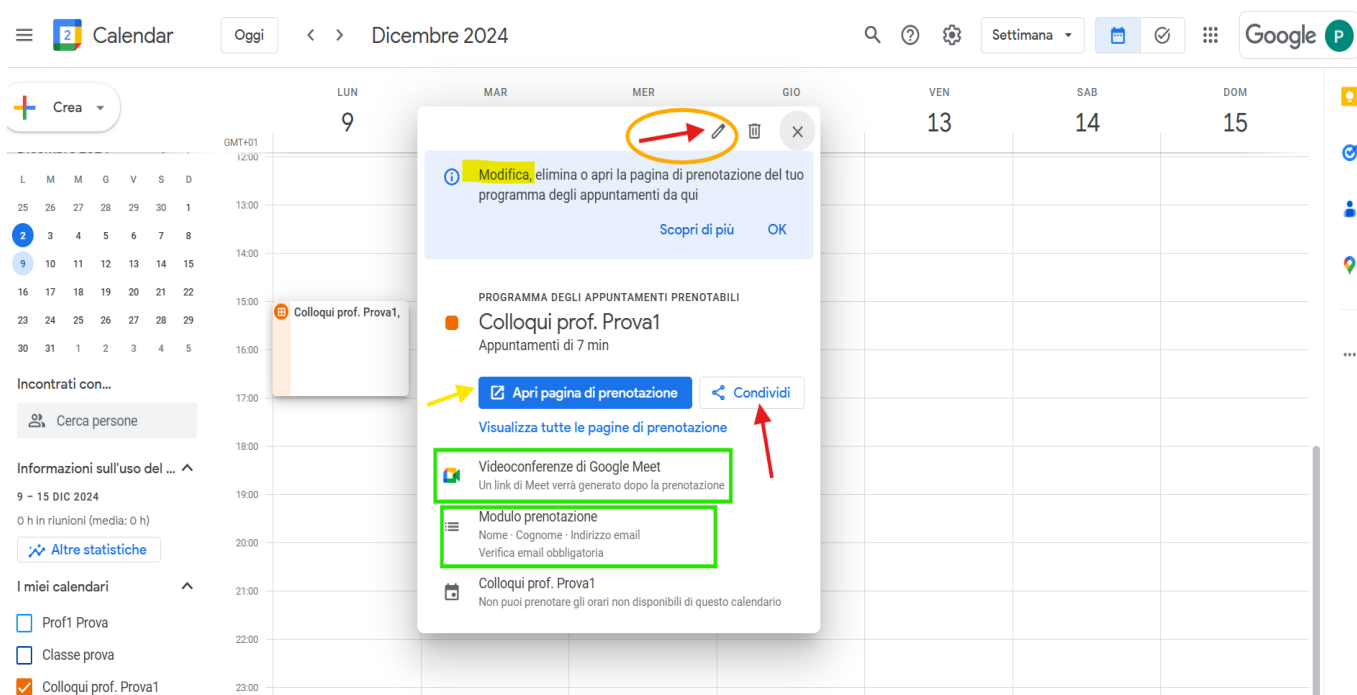 2 Calendar Oggi Dicembre 2024 Settimana Google P
Crea
LUN MAR MER GIO VEN SAB DOM
9 13 14 15
GMT+01
L M M G V S D
25 26 27 28 29 30 1
2 3 4 5 6 7 8
9 10 11 12 13 14 15
16 17 18 19 20 21 22
23 24 25 26 27 28 29
30 31 1 2 3 4 5
Incontrati con...
Cerca persone
Informazioni sull'uso del ...
9 – 15 DIC 2024
0 h in riunioni (media: 0 h)
Altre statistiche
I miei calendari
Prof1 Prova
Classe prova
Colloqui prof. Prova1
12:00
13:00
14:00
15:00
16:00
17:00
18:00
19:00
20:00
21:00
22:00
23:00
Colloqui prof. Prova1,
Modifica, elimina o apri la pagina di prenotazione del tuo
programma degli appuntamenti da qui
Scopri di più OK
PROGRAMMA DEGLI APPUNTAMENTI PRENOTABILI
Colloqui prof. Prova1
Appuntamenti di 7 min
Apri pagina di prenotazione Condividi
Visualizza tutte le pagine di prenotazione
Videoconferenze di Google Meet
Un link di Meet verrà generato dopo la prenotazione
Modulo prenotazione
Nome · Cognome · Indirizzo email
Verifica email obbligatoria
Colloqui prof. Prova1
Non puoi prenotare gli orari non disponibili di questo calendario